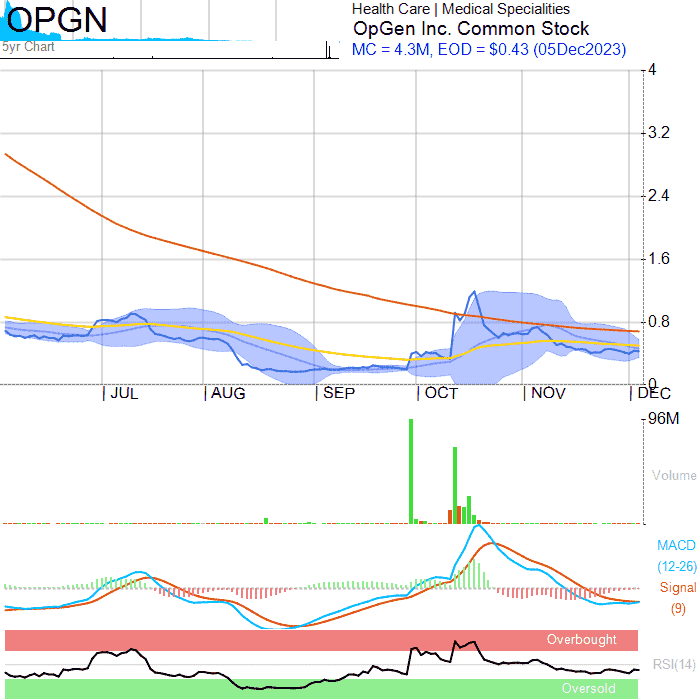 OPGN
5yr Chart
Health Care | Medical Specialities
OpGen Inc. Common Stock
MC = 4.3M, EOD = $0.43 (05Dec2023)
4
3.2
2.4
1.6
0.8
0
JUL
AUG
SEP
OCT
NOV
DEC
96M
Volume
MACD
(12-26)
Signal
(9)
Overbought
RSI(14)
Oversold